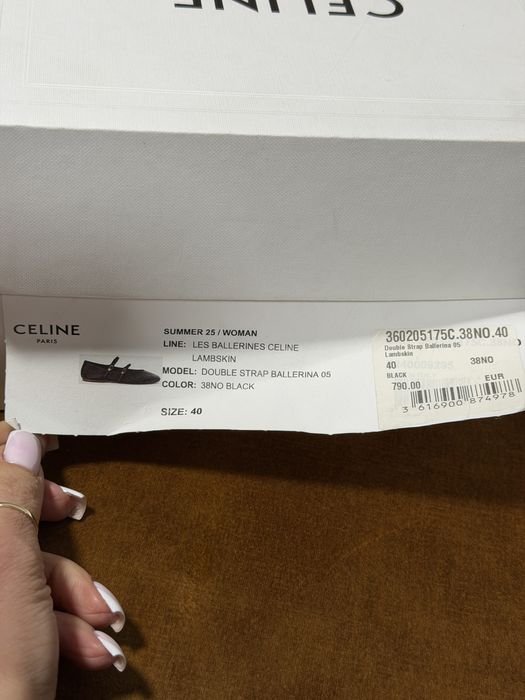 CELINE
CELINE
PARIS
SUMMER 25 / WOMAN
LINE: LES BALLERINES CELINE
LAMBSKIN
MODEL: DOUBLE STRAP BALLERINA 05
COLOR: 38NO BLACK
SIZE: 40
360205175C.38NO.40
Double Strap Ballerina 05
Lambskin
40 38NO
BLACK
790.00 EUR
3 616900 874978